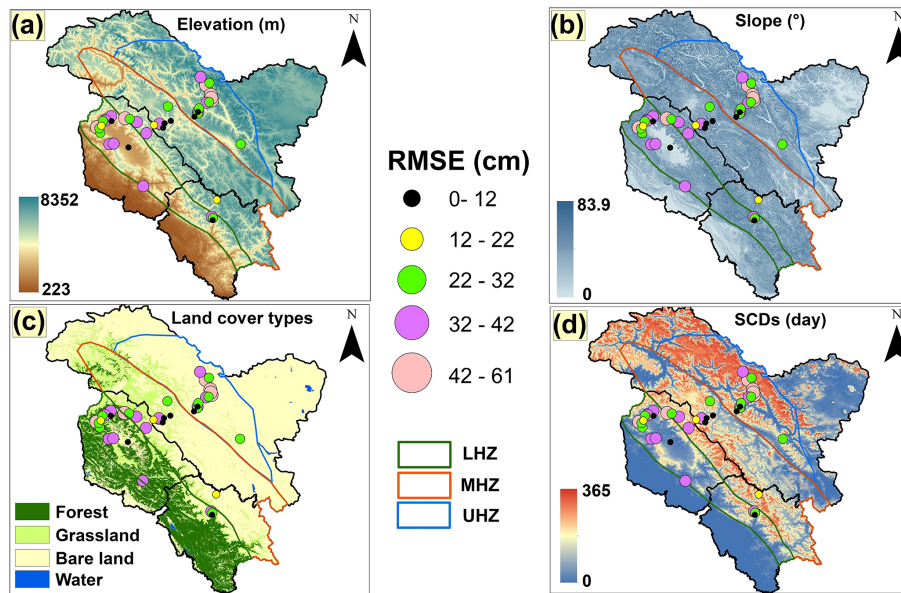 (a)
Elevation (m)
N
8352
223
(b)
Slope (°)
N
83.9
0
RMSE (cm)
0- 12
12 - 22
22 - 32
32 - 42
42 - 61
LHZ
MHZ
UHZ
(c)
Land cover types
N
Forest
Grassland
Bare land
Water
(d)
SCDs (day)
N
365
0